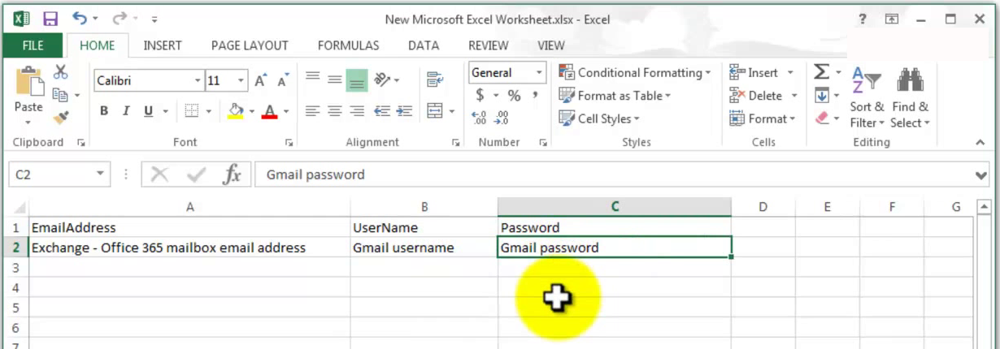 New Microsoft Excel Worksheet.xlsx - Excel
?
FILE HOME INSERT PAGE LAYOUT FORMULAS DATA REVIEW VIEW
Paste
Calibri 11 A A
B I U A
General
$ % ,
.0 .00
.00 .0
Conditional Formatting
Format as Table
Cell Styles
Insert
Delete
Format
Σ
A Z
Sort & Filter
Find & Select
Clipboard Font Alignment Number Styles Cells Editing
C2 fx Gmail password
A B C D E F G
1 EmailAddress UserName Password
2 Exchange - Office 365 mailbox email address Gmail username Gmail password
3
4
5
6
7